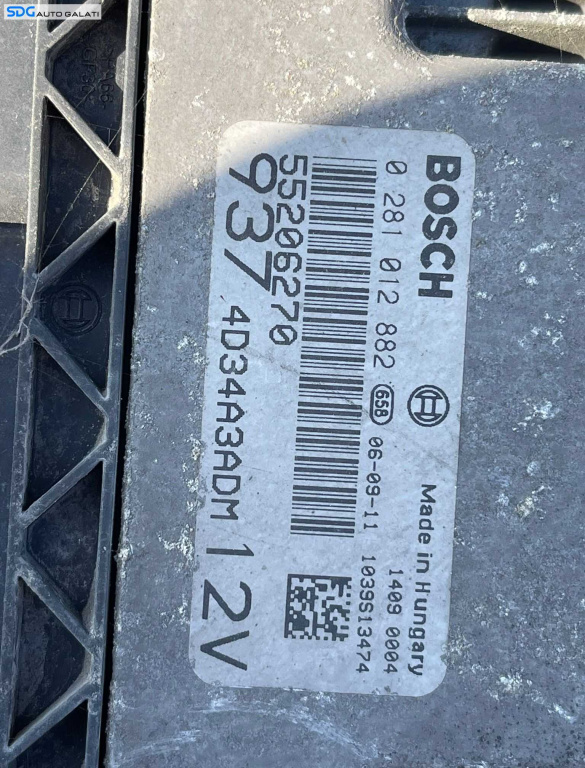 SDG AUTO GALATI
BOSCH
Made in Hungary
0 281 012 882 658 06-09-11
1409 0004
1039S13474
55206270
937 4D34A3ADM 12V